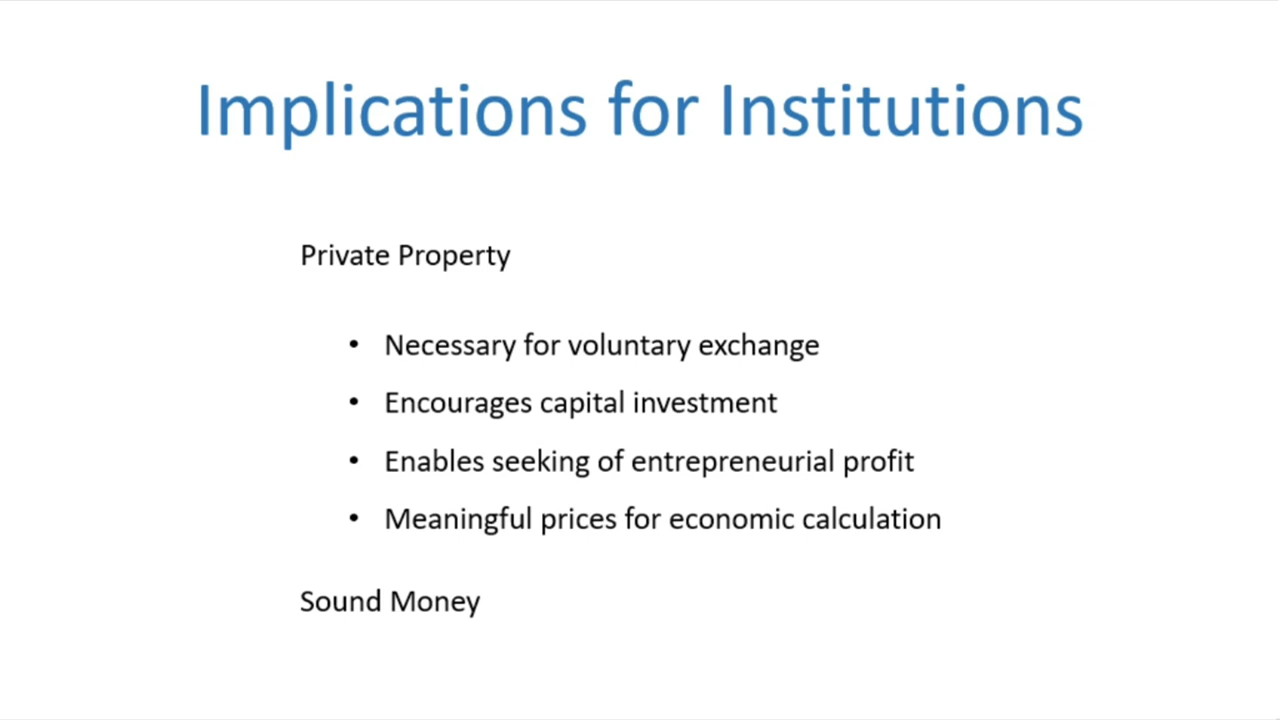 Implications for Institutions
Private Property
• Necessary for voluntary exchange
• Encourages capital investment
• Enables seeking of entrepreneurial profit
• Meaningful prices for economic calculation
Sound Money